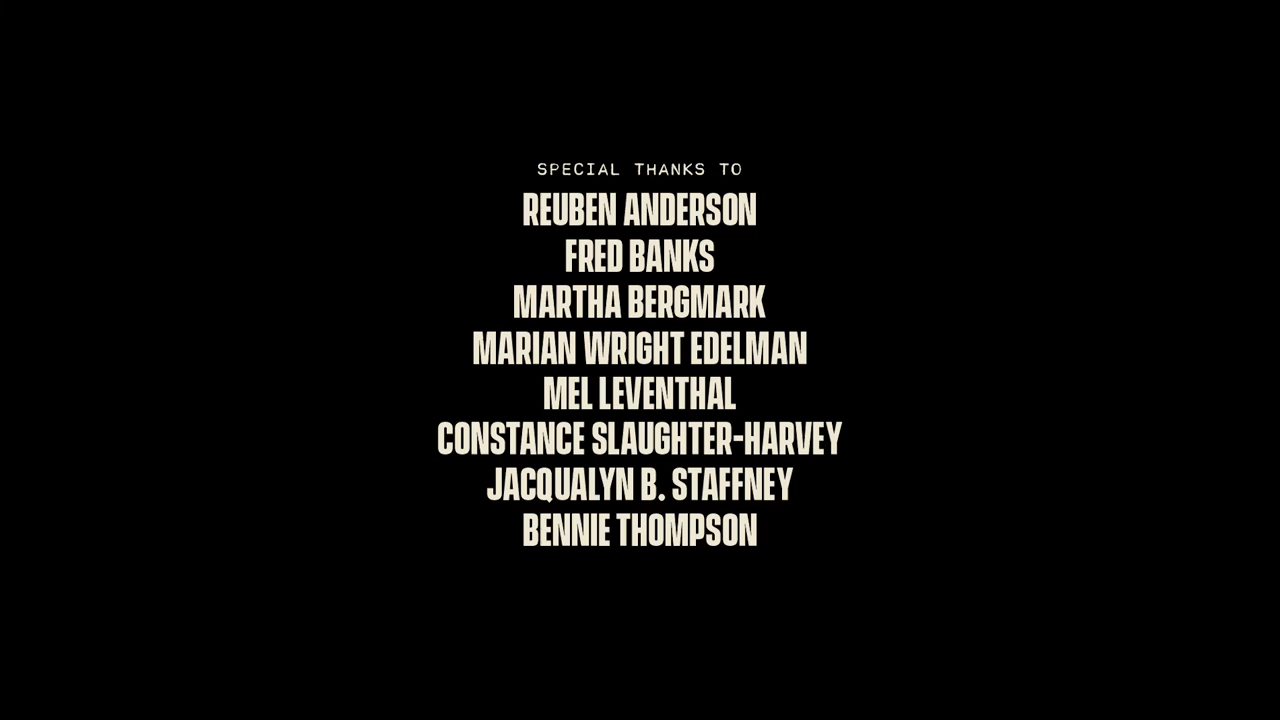 SPECIAL THANKS TO
REUBEN ANDERSON
FRED BANKS
MARTHA BERGMARK
MARIAN WRIGHT EDELMAN
MEL LEVENTHAL
CONSTANCE SLAUGHTER-HARVEY
JACQUALYN B. STAFFNEY
BENNIE THOMPSON